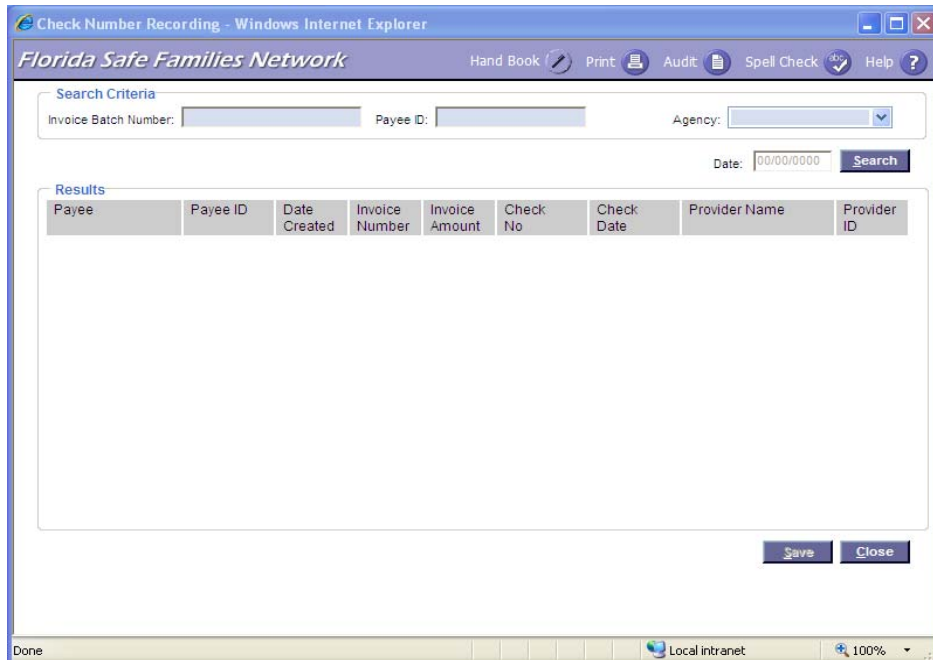 Check Number Recording - Windows Internet Explorer
Florida Safe Families Network Hand Book Print Audit abc Spell Check Help ?
Search Criteria
Invoice Batch Number: Payee ID: Agency:
Date: 00/00/0000 Search
Results
Payee Payee ID Date Created Invoice Number Invoice Amount Check No Check Date Provider Name Provider ID
Save Close
Done Local intranet 100%